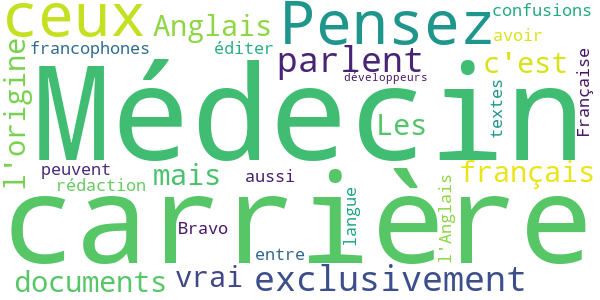 ceux
Anglais
Pensez
confusions
avoir
francophones
éditer
parlent
c'est
développeurs
l'origine
Médecin
Les
textes
Française
peuvent
rédaction
mais
aussi
français
carrière
Bravo
langue
l'Anglais
entre
documents
vrai
exclusivement